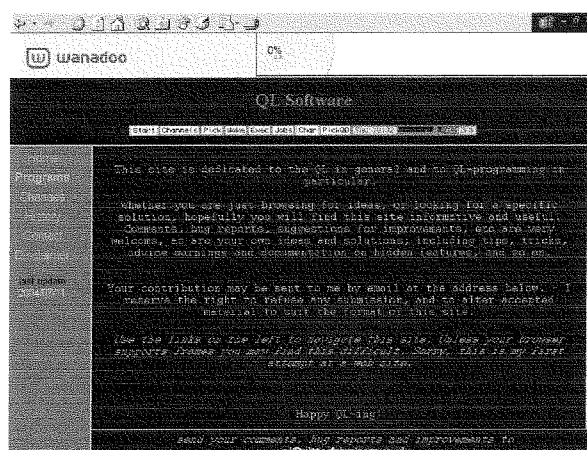 wanadoo
0%
QL Software
Start Channels Pick Wake Exec Jobs Char PickQD
Home
Programs
last update
This site is dedicated to the QL in general and to QL-programming in
particular.
Whether you are just browsing for ideas, or looking for a specific
solution, hopefully you will find this site informative and useful.
Comments, bug reports, suggestions for improvements, etc are very
welcome, as are your own ideas and solutions, including tips, tricks,
advice warnings and documentation on hidden features, and so on.
Your contribution may be sent to me by email at the address below. - I
reserve the right to refuse any submission, and to alter accepted
material to suit the format of this site.
Use the links to the left to navigate this site. Unless your browser
supports frames you may find this difficult. Sorry, this is my first
attempt at a web site.
Happy QL-ing
send your comments, bug reports and improvements to